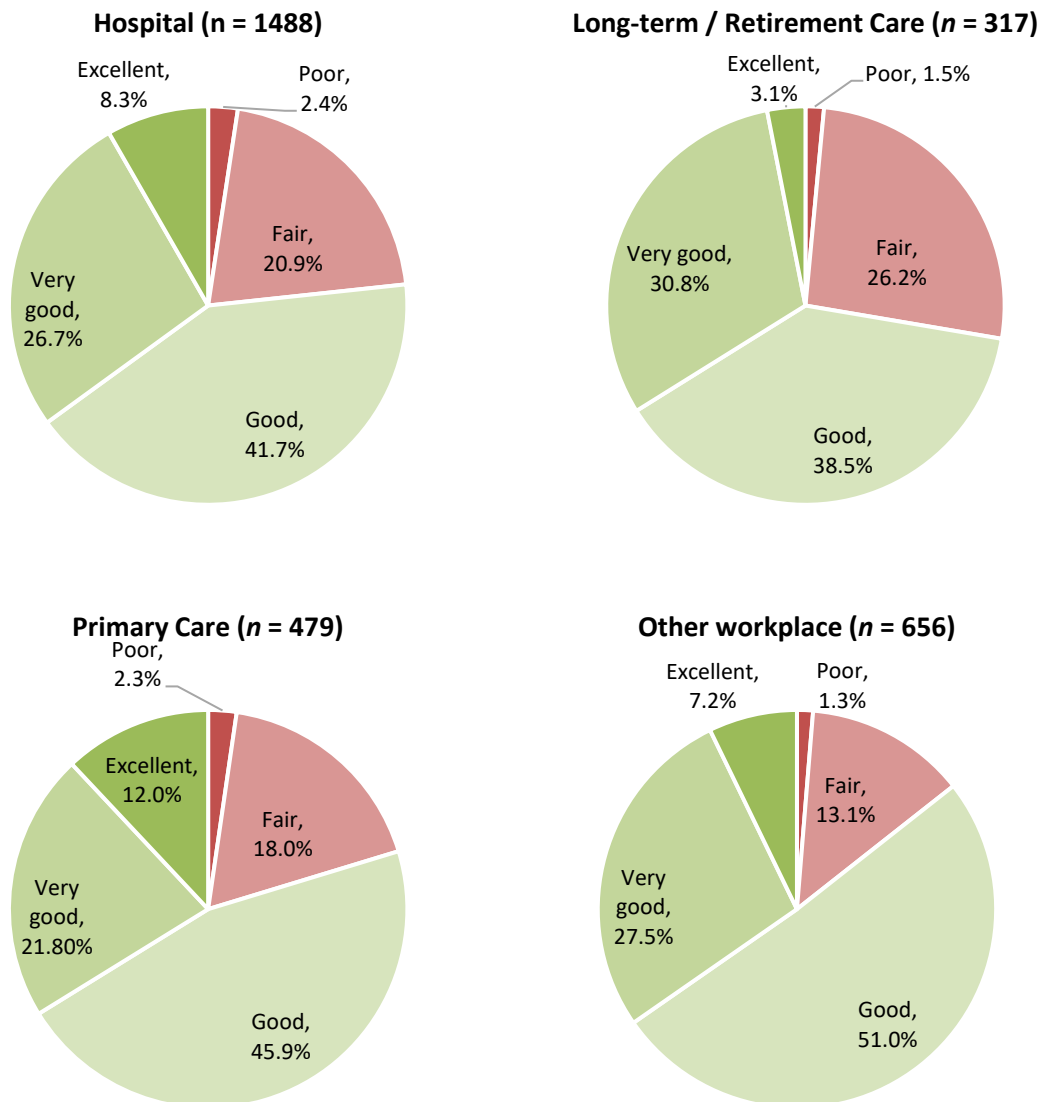 Hospital (n = 1488)
Excellent,
8.3%
Poor,
2.4%
Fair,
20.9%
Very
good,
26.7%
Good,
41.7%
Long-term / Retirement Care (n = 317)
Excellent,
3.1%
Poor, 1.5%
Very good,
30.8%
Fair,
26.2%
Good,
38.5%
Primary Care (n = 479)
Poor,
2.3%
Excellent,
12.0%
Fair,
18.0%
Very
good,
21.80%
Good,
45.9%
Other workplace (n = 656)
Excellent,
7.2%
Poor,
1.3%
Fair,
13.1%
Very
good,
27.5%
Good,
51.0%